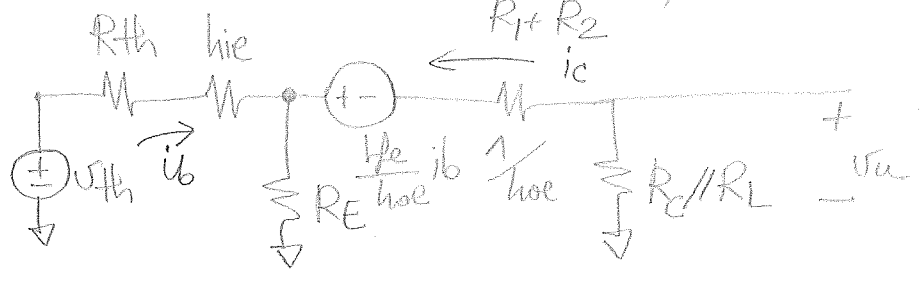 R1+ R2
Rth hie
ic
+ -
+
ib
+
-
vth
hfe/hoe ib
1/hoe
RE
RC//RL
vu
-